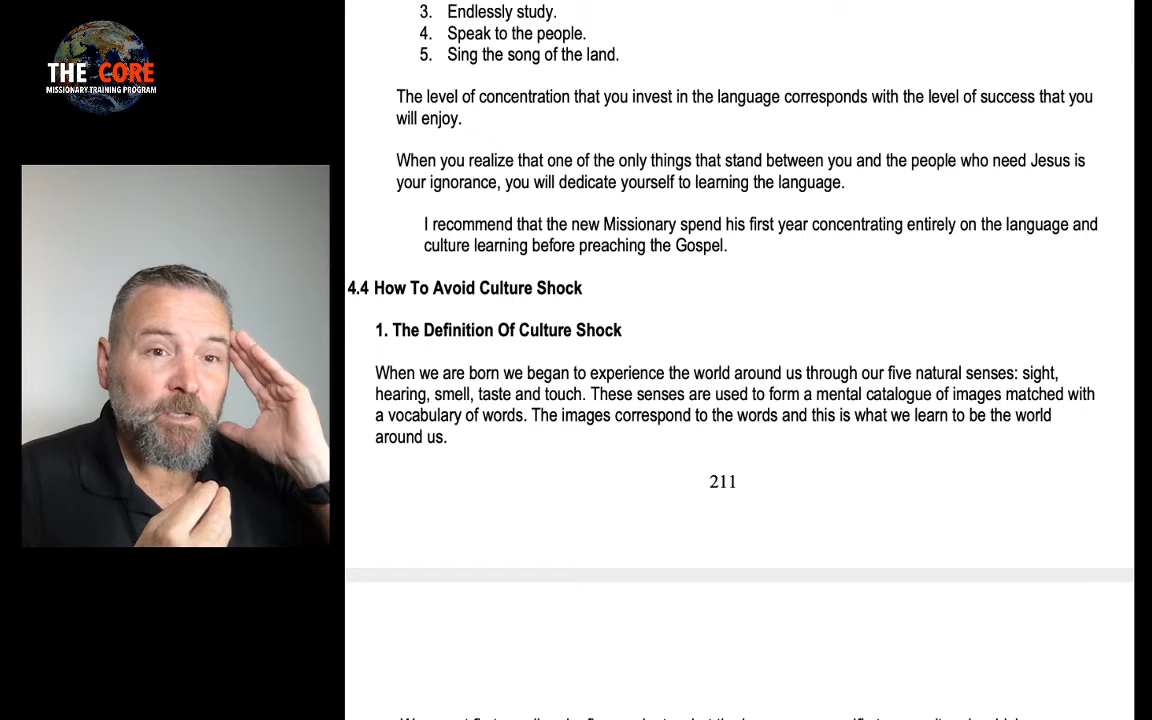 THE CORE
MISSIONARY TRAINING PROGRAM
3. Endlessly study.
4. Speak to the people.
5. Sing the song of the land.
The level of concentration that you invest in the language corresponds with the level of success that you
will enjoy.
When you realize that one of the only things that stand between you and the people who need Jesus is
your ignorance, you will dedicate yourself to learning the language.
I recommend that the new Missionary spend his first year concentrating entirely on the language and
culture learning before preaching the Gospel.
4.4 How To Avoid Culture Shock
1. The Definition Of Culture Shock
When we are born we began to experience the world around us through our five natural senses: sight,
hearing, smell, taste and touch. These senses are used to form a mental catalogue of images matched with
a vocabulary of words. The images correspond to the words and this is what we learn to be the world
around us.
211